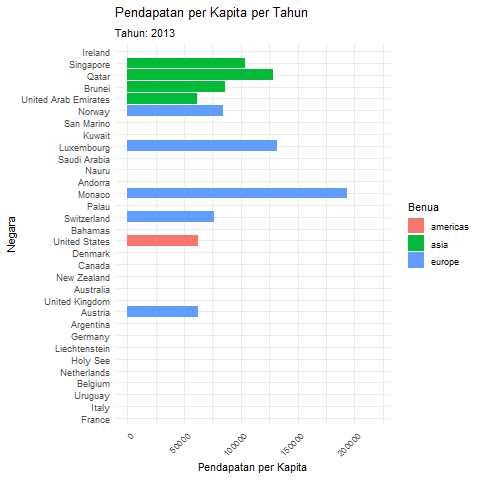 Pendapatan per Kapita per Tahun
Tahun: 2013
Negara
Ireland
Singapore
Qatar
Brunei
United Arab Emirates
Norway
San Marino
Kuwait
Luxembourg
Saudi Arabia
Nauru
Andorra
Monaco
Palau
Switzerland
Bahamas
United States
Denmark
Canada
New Zealand
Australia
United Kingdom
Austria
Argentina
Germany
Liechtenstein
Holy See
Netherlands
Belgium
Uruguay
Italy
France
0
50000
100000
150000
200000
Pendapatan per Kapita
Benua
americas
asia
europe